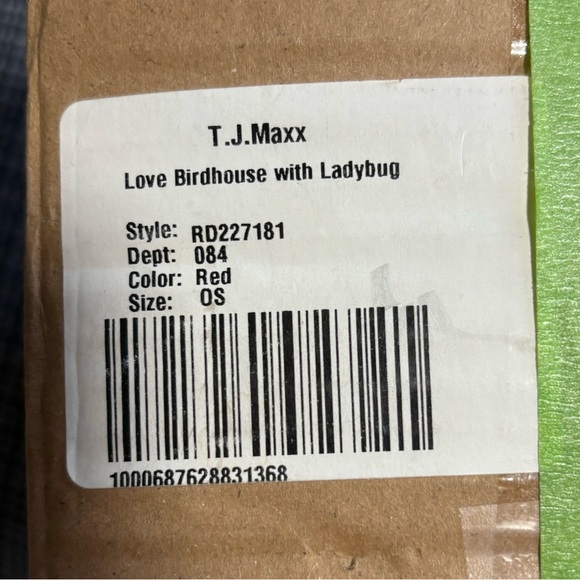 T.J.Maxx
Love Birdhouse with Ladybug
Style: RD227181
Dept: 084
Color: Red
Size: OS
1000687628831368